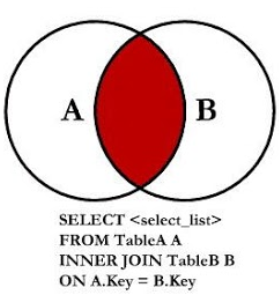 A B
SELECT <select_list>
FROM TableA A
INNER JOIN TableB B
ON A.Key = B.Key